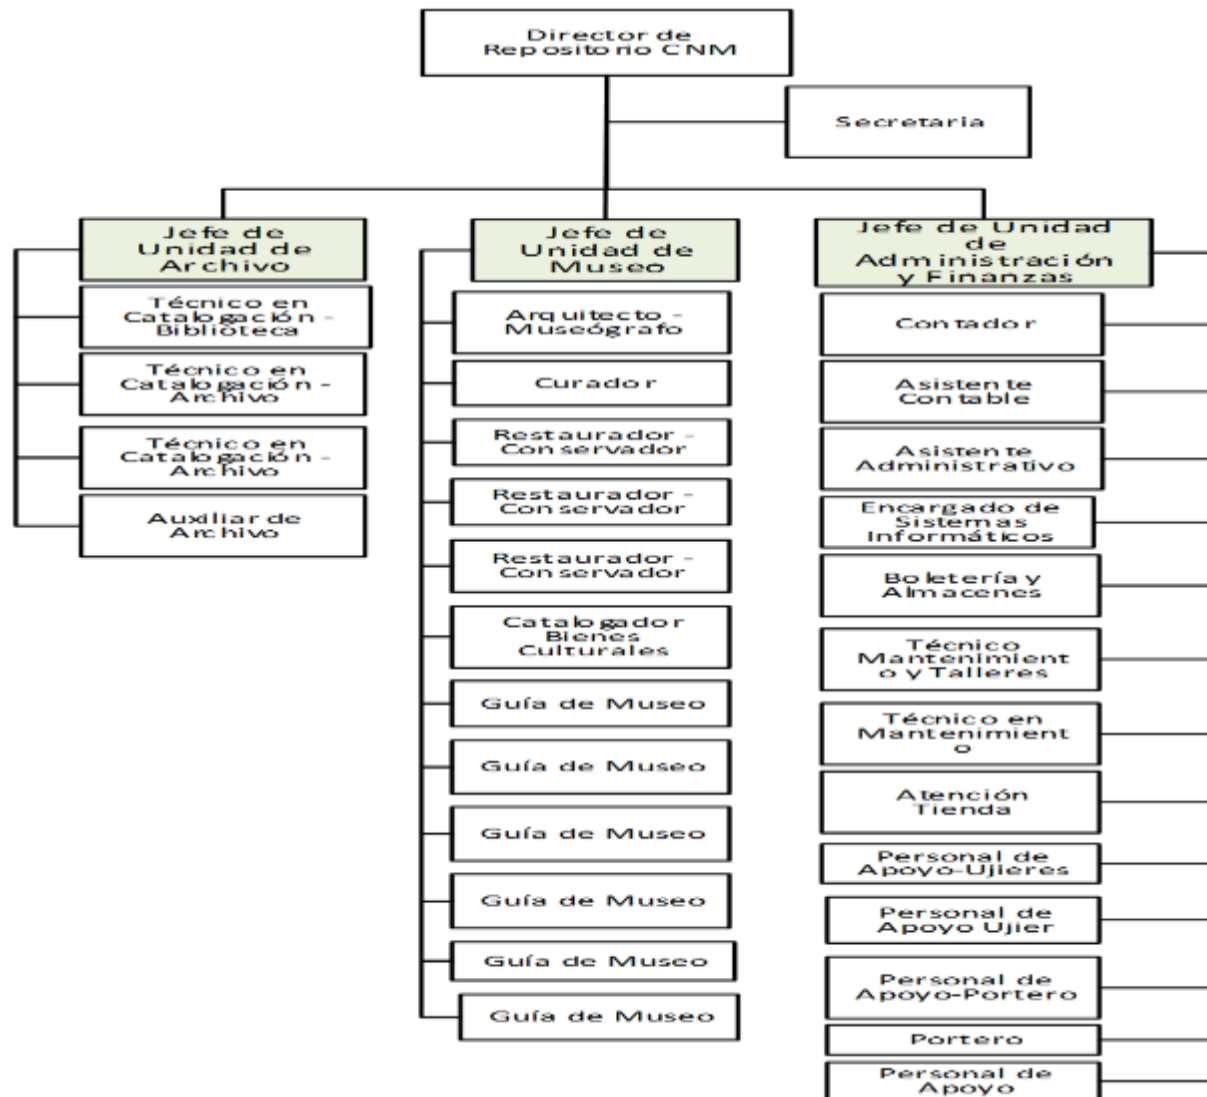 Director de
Repositorio CNM
Secretaria
Jefe de
Unidad de
Archivo
Técnico en
Catalogación -
Biblioteca
Técnico en
Catalogación -
Archivo
Técnico en
Catalogación -
Archivo
Auxiliar de
Archivo
Jefe de
Unidad de
Museo
Arquitecto -
Museógrafo
Curador
Restaurador -
Conservador
Restaurador -
Conservador
Restaurador -
Conservador
Catalogador
Bienes
Culturales
Guía de Museo
Guía de Museo
Guía de Museo
Guía de Museo
Guía de Museo
Guía de Museo
Jefe de Unidad
de
Administración
y Finanzas
Contador
Asistente
Contable
Asistente
Administrativo
Encargado de
Sistemas
Informáticos
Boletería y
Almacenes
Técnico
Mantenimient
o y Talleres
Técnico en
Mantenimient
o
Atención
Tienda
Personal de
Apoyo-Ujieres
Personal de
Apoyo Ujier
Personal de
Apoyo-Portero
Portero
Personal de
Apoyo